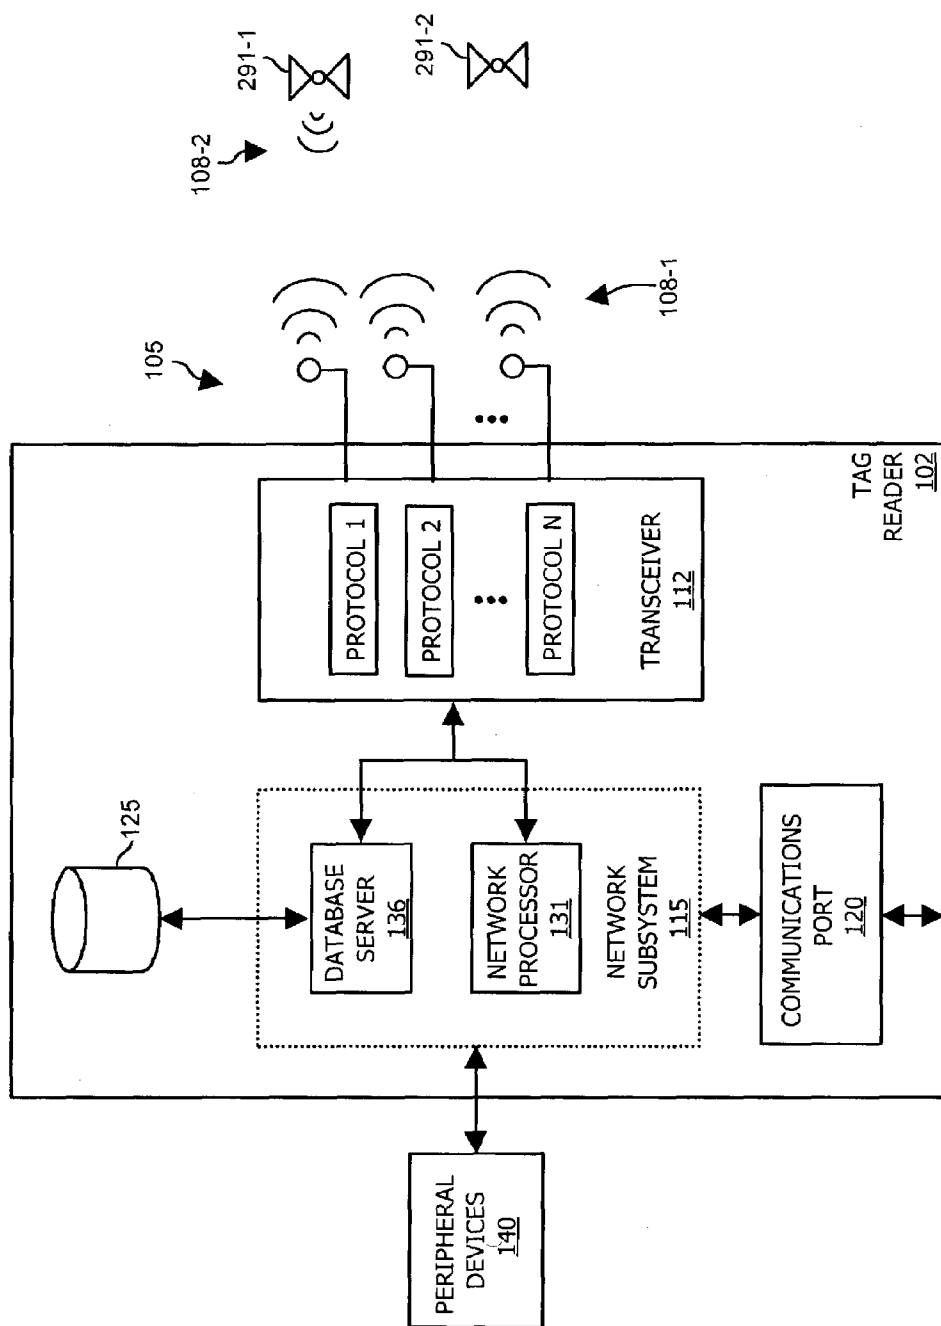 291-1
291-2
108-2
108-1
105
125
DATABASE
SERVER
136
NETWORK
PROCESSOR
131
NETWORK
SUBSYSTEM
115
PROTOCOL 1
PROTOCOL 2
PROTOCOL N
TRANSCEIVER
112
TAG
READER
102
COMMUNICATIONS
PORT
120
PERIPHERAL
DEVICES
140